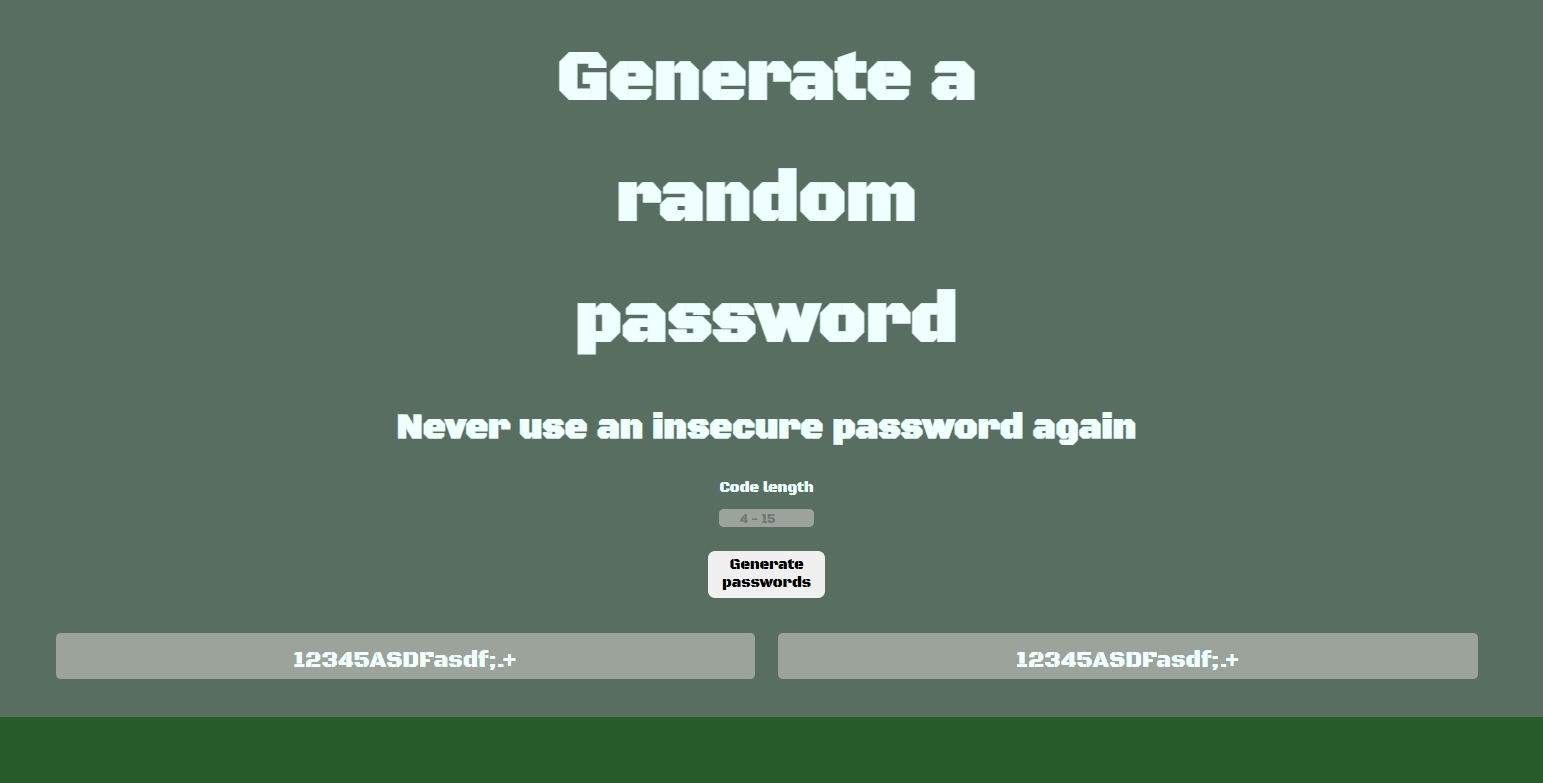 Generate a
random
password
Never use an insecure password again
Code length
4 - 15
Generate
passwords
12345ASDFasdf;.+
12345ASDFasdf;.+